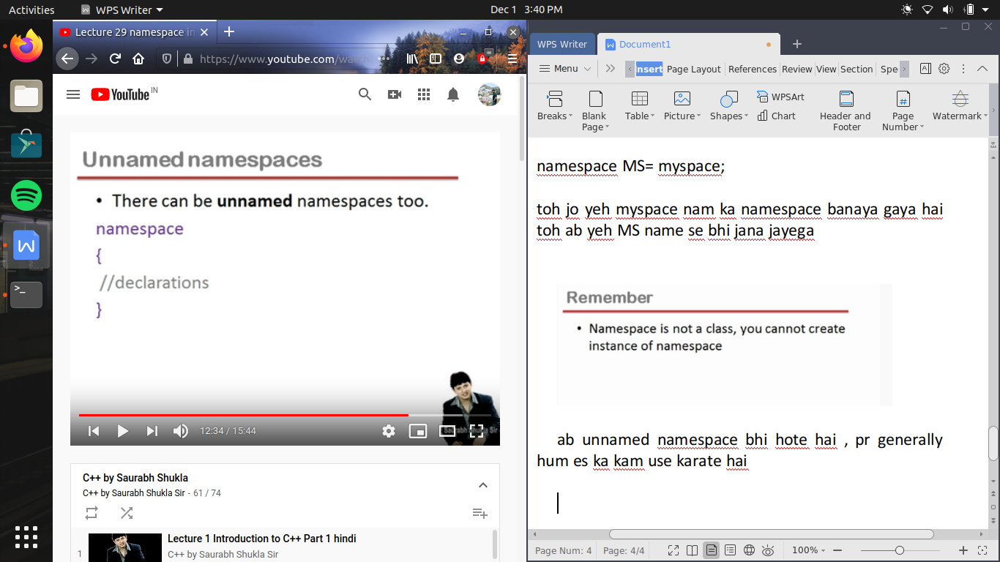 Activities
WPS Writer
Dec 1 3:40 PM
Lecture 29 namespace in
https://www.youtube.com/watc
YouTube IN
Unnamed namespaces
• There can be unnamed namespaces too.
namespace
{
//declarations
}
12:34 / 15:44
Saurabh Shukla Sir
C++ by Saurabh Shukla
C++ by Saurabh Shukla Sir - 61 / 74
1
Lecture 1 Introduction to C++ Part 1 hindi
C++ by Saurabh Shukla Sir
WPS Writer
Document1
Menu
Insert
Page Layout
References
Review
View
Section
Spe
Breaks
Blank
Page
Table
Picture
Shapes
WPSArt
Chart
Header and
Footer
Page
Number
Watermark
namespace MS= myspace;
toh jo yeh myspace nam ka namespace banaya gaya hai
toh ab yeh MS name se bhi jana jayega
Remember
• Namespace is not a class, you cannot create
instance of namespace
ab unnamed namespace bhi hote hai , pr generally
hum es ka kam use karate hai
Page Num: 4
Page: 4/4
100%